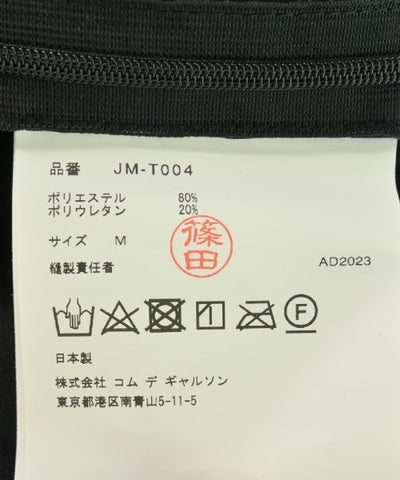 品番 JM-T004
ポリエステル 80%
ポリウレタン 20%
サイズ M
篠田
縫製責任者 AD2023
F
日本製
株式会社 コム デ ギャルソン
東京都港区南青山5-11-5